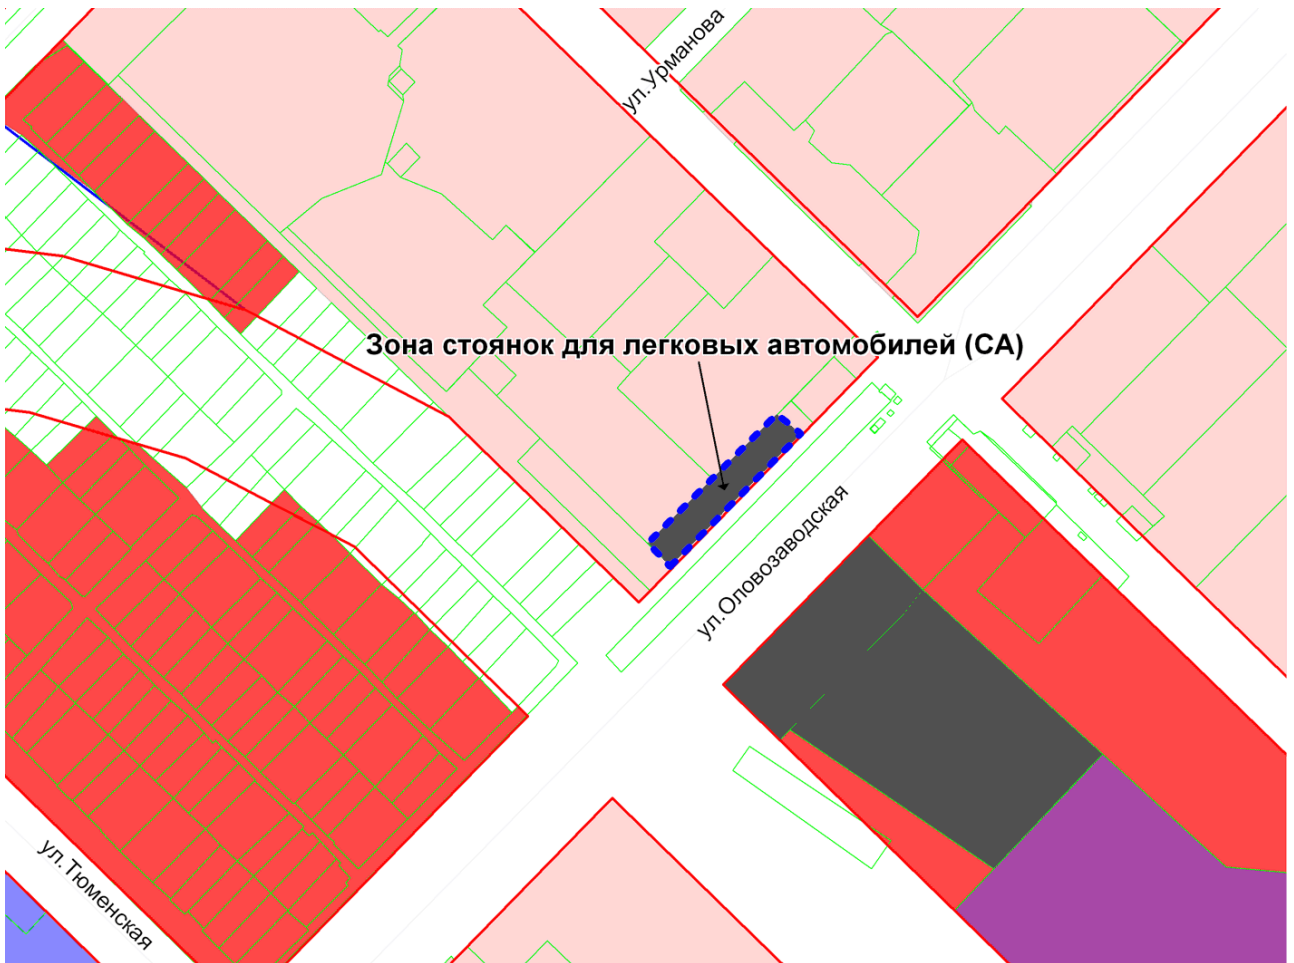 ул.Урманова
Зона стоянок для легковых автомобилей (СА)
ул.Оловозаводская
ул.Тюменская